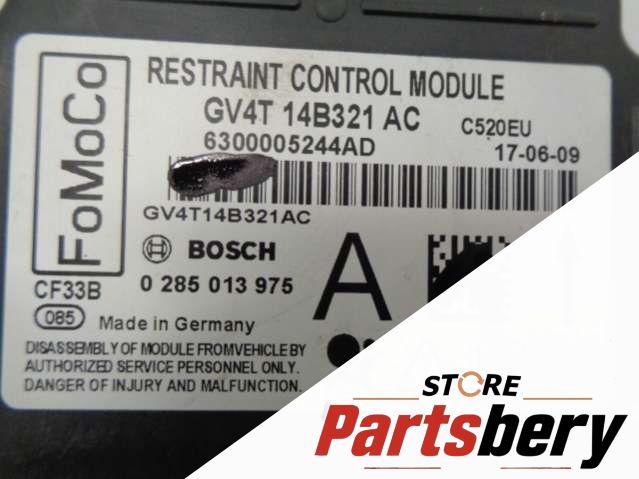 FoMoCo
RESTRAINT CONTROL MODULE
GV4T 14B321 AC C520EU
6300005244AD 17-06-09
GV4T14B321AC
BOSCH A
CF33B 0 285 013 975
085 Made in Germany
DISASSEMBLY OF MODULE FROM VEHICLE BY
AUTHORIZED SERVICE PERSONNEL ONLY.
DANGER OF INJURY AND MALFUNCTION.
STORE
Partsbery